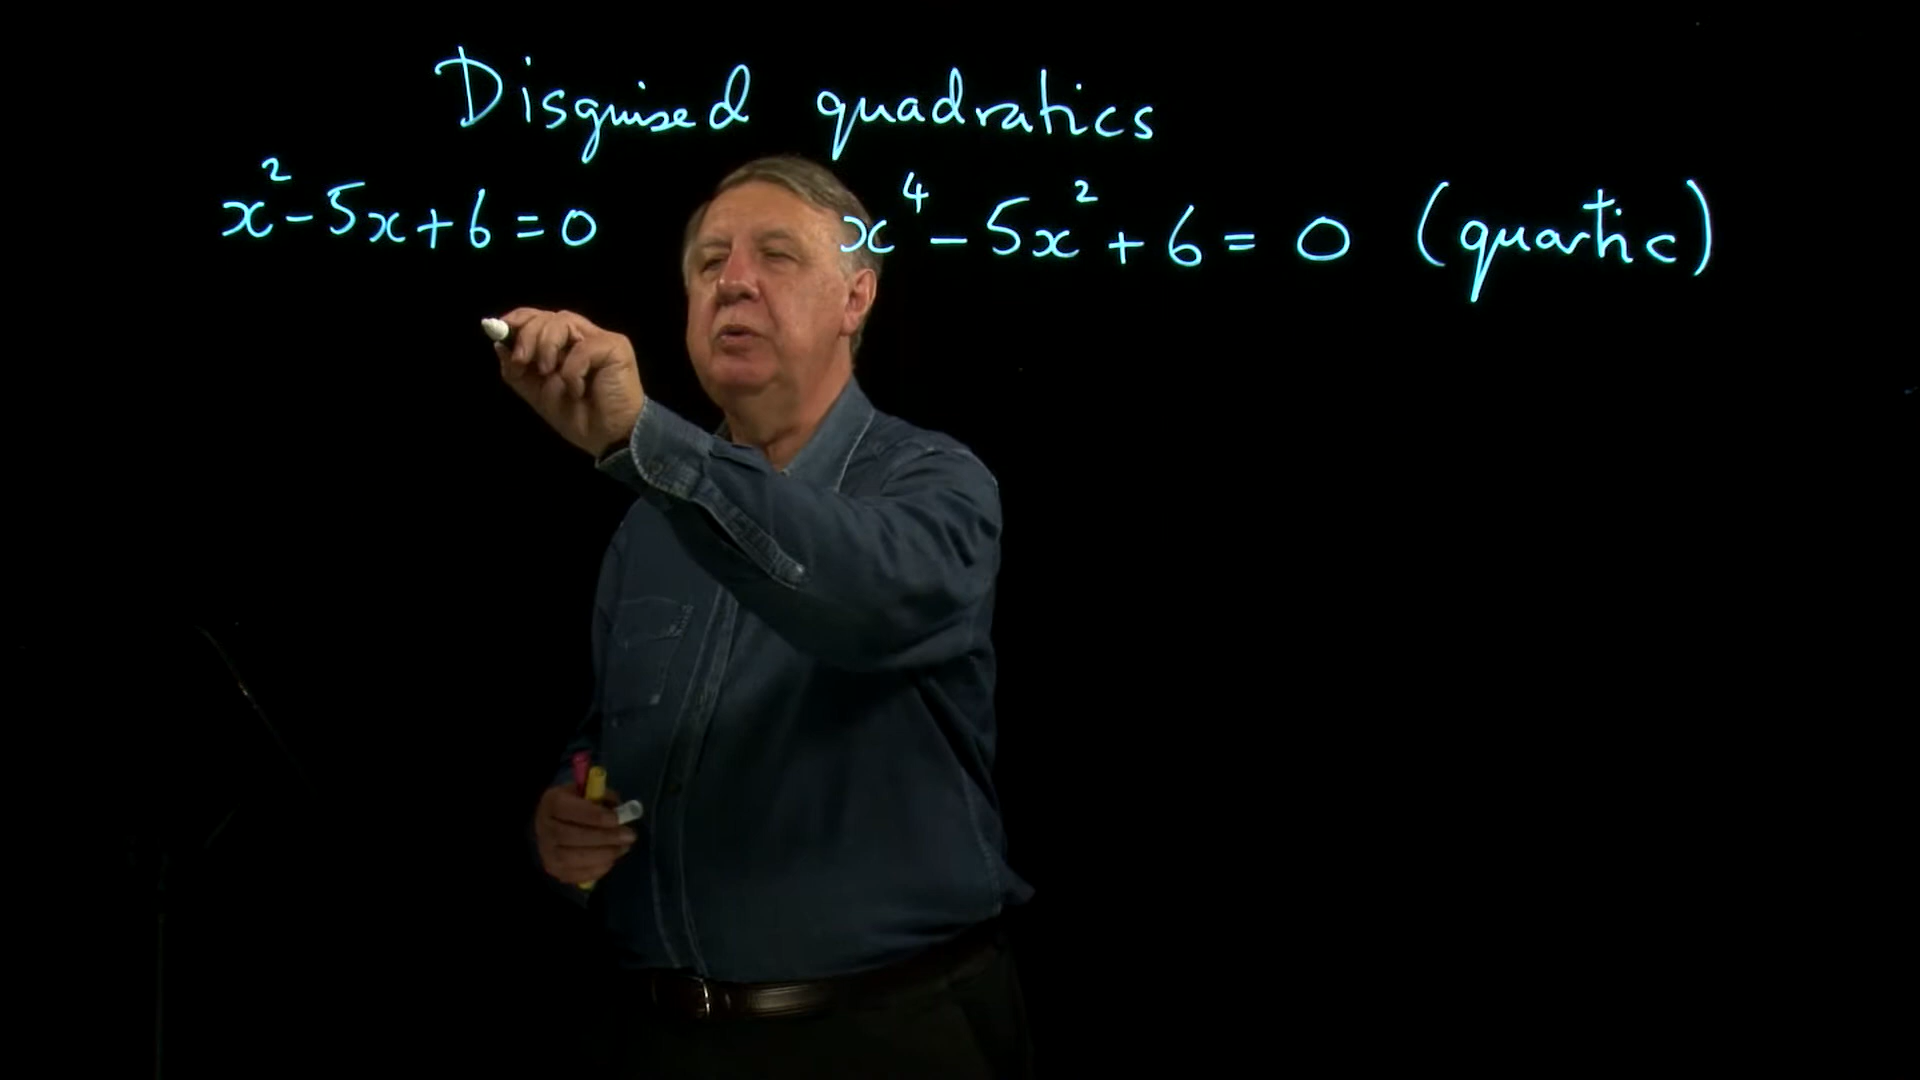 Disguised quadratics
x² - 5x + 6 = 0
x⁴ - 5x² + 6 = 0 (quartic)